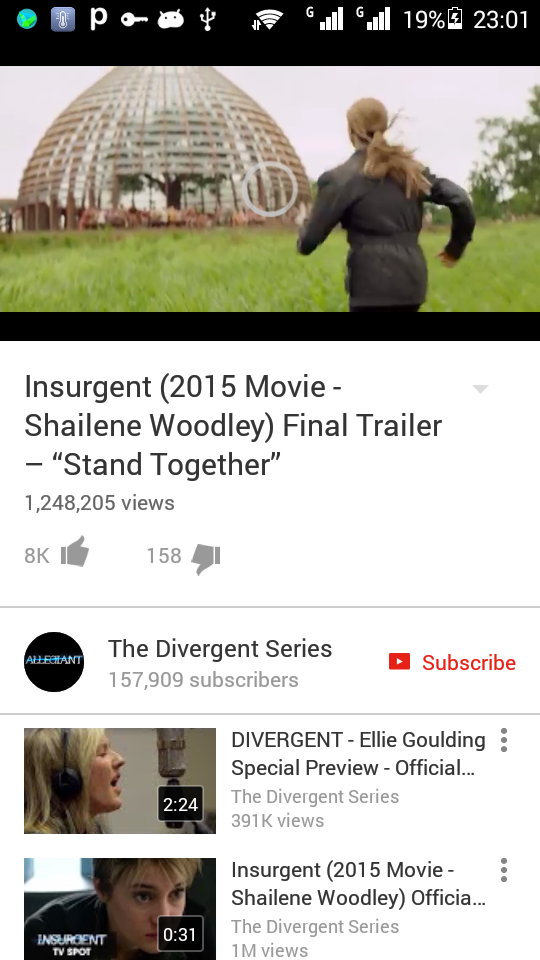 G G 19% 23:01
Insurgent (2015 Movie -
Shailene Woodley) Final Trailer
– “Stand Together”
1,248,205 views
8K 158
ALLEGIANT
The Divergent Series
157,909 subscribers
Subscribe
2:24
DIVERGENT - Ellie Goulding
Special Preview - Official...
The Divergent Series
391K views
INSURGENT
TV SPOT
0:31
Insurgent (2015 Movie -
Shailene Woodley) Officia...
The Divergent Series
1M views